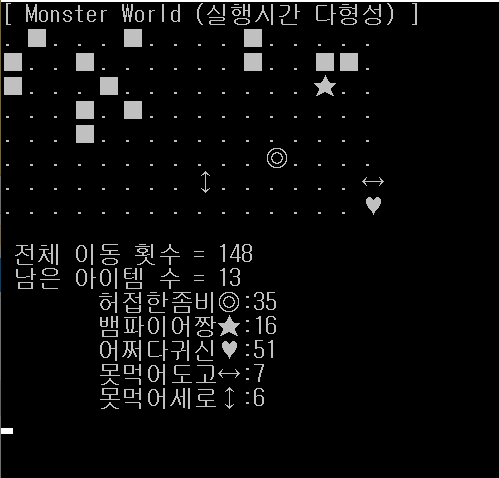 [ Monster World (실행시간 다형성) ]
. ■ . . . ■ . . . . ■ . . . . .
■ . . ■ . . . . . . ■ . . ■ ■ .
■ . . . ■ . . . . . . . . ★ . .
. . . ■ . ■ . . . . . . . . . .
. . . ■ . . . . . . . . . . . .
. . . . . . . . . . . ◎ . . . .
. . . . . . . . ↕ . . . . . . ↔
. . . . . . . . . . . . . . . ♥
전체 이동 횟수 = 148
남은 아이템 수 = 13
허접한좀비◎:35
뱀파이어짱★:16
어쩌다귀신♥:51
못먹어도고↔:7
못먹어세로↕:6